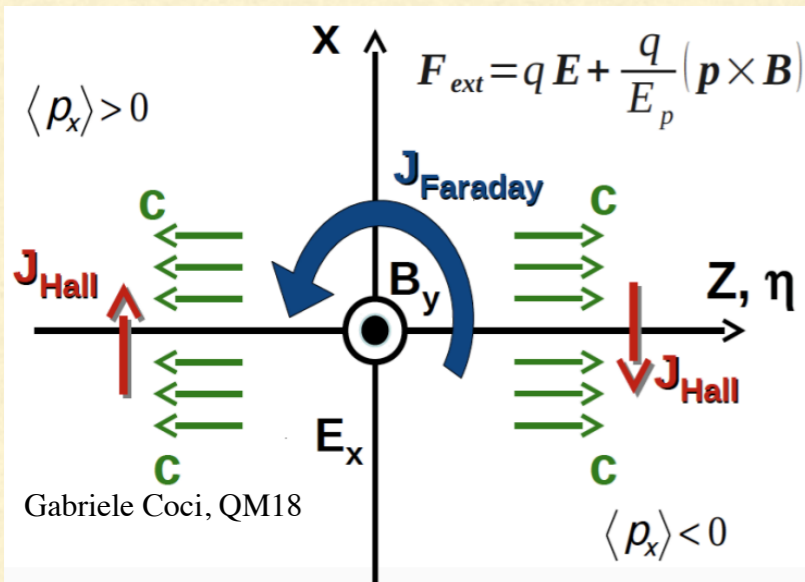 X
F_ext = q E + q/E_p (p × B)
⟨p_x⟩ > 0
J_Faraday
C
C
J_Hall
B_y
Z, η
J_Hall
E_x
C
C
Gabriele Coci, QM18
⟨p_x⟩ < 0